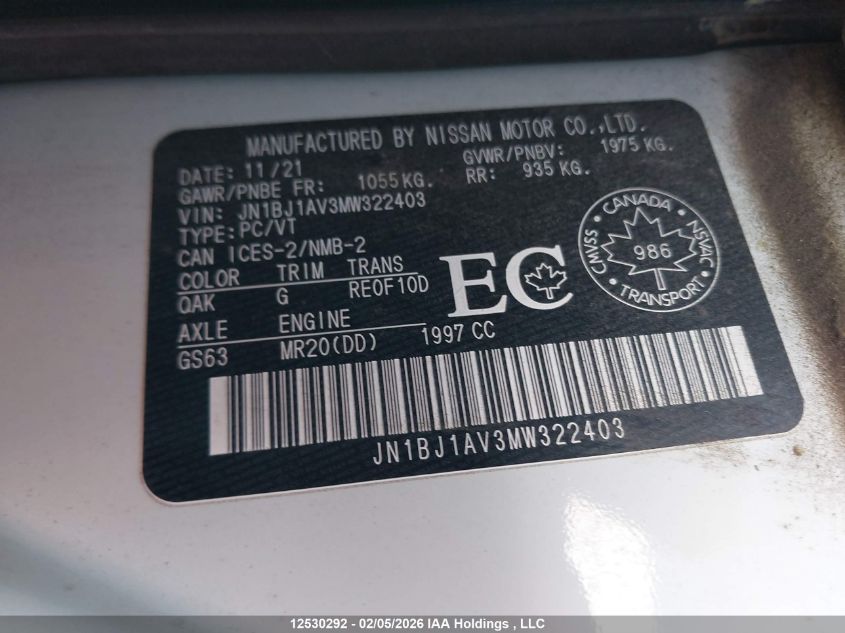 MANUFACTURED BY NISSAN MOTOR CO.,LTD.
DATE: 11/21 GVWR/PNBV: 1975 KG.
GAWR/PNBE FR: 1055 KG. RR: 935 KG.
VIN: JN1BJ1AV3MW322403
TYPE: PC/VT
CAN ICES-2/NMB-2
COLOR TRIM TRANS
QAK G RE0F10D
AXLE ENGINE
GS63 MR20(DD) 1997 CC
EC
CANADA
CMVSS 986 NSVAC
TRANSPORT
JN1BJ1AV3MW322403
12530292 - 02/05/2026 IAA Holdings , LLC